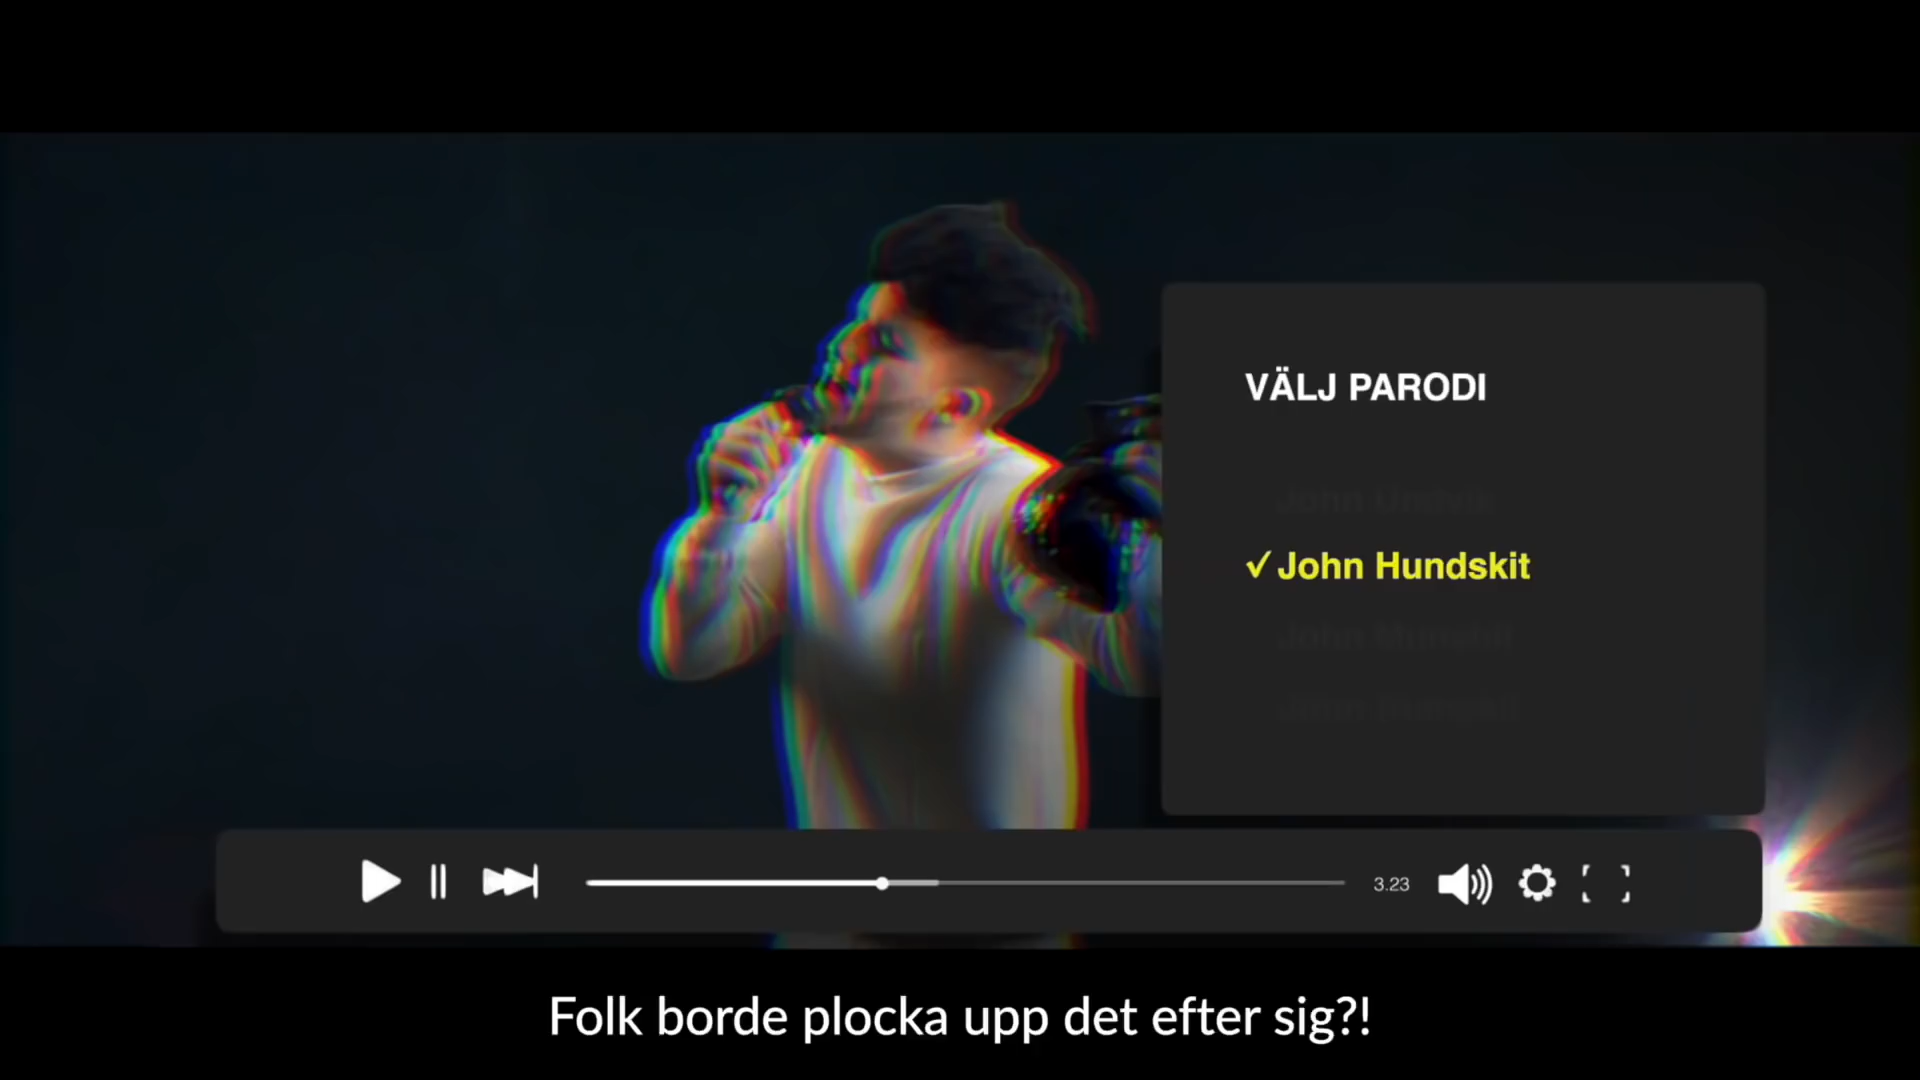 VÄLJ PARODI
✓John Hundskit
3.23
Folk borde plocka upp det efter sig?!